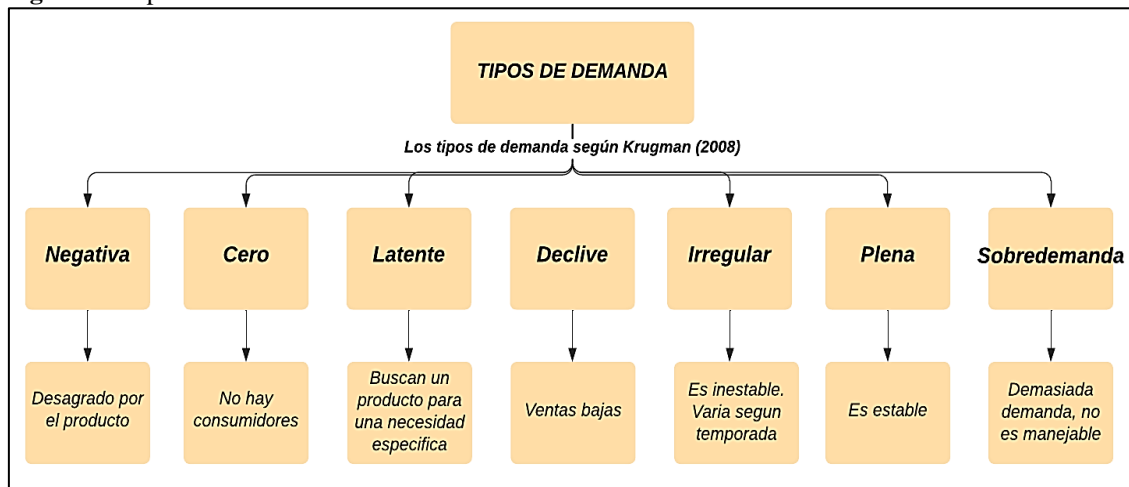 TIPOS DE DEMANDA
Los tipos de demanda según Krugman (2008)
Negativa
Cero
Latente
Declive
Irregular
Plena
Sobredemanda
Desagrado por
el producto
No hay
consumidores
Buscan un
producto para
una necesidad
especifica
Ventas bajas
Es inestable.
Varia segun
temporada
Es estable
Demasiada
demanda, no
es manejable